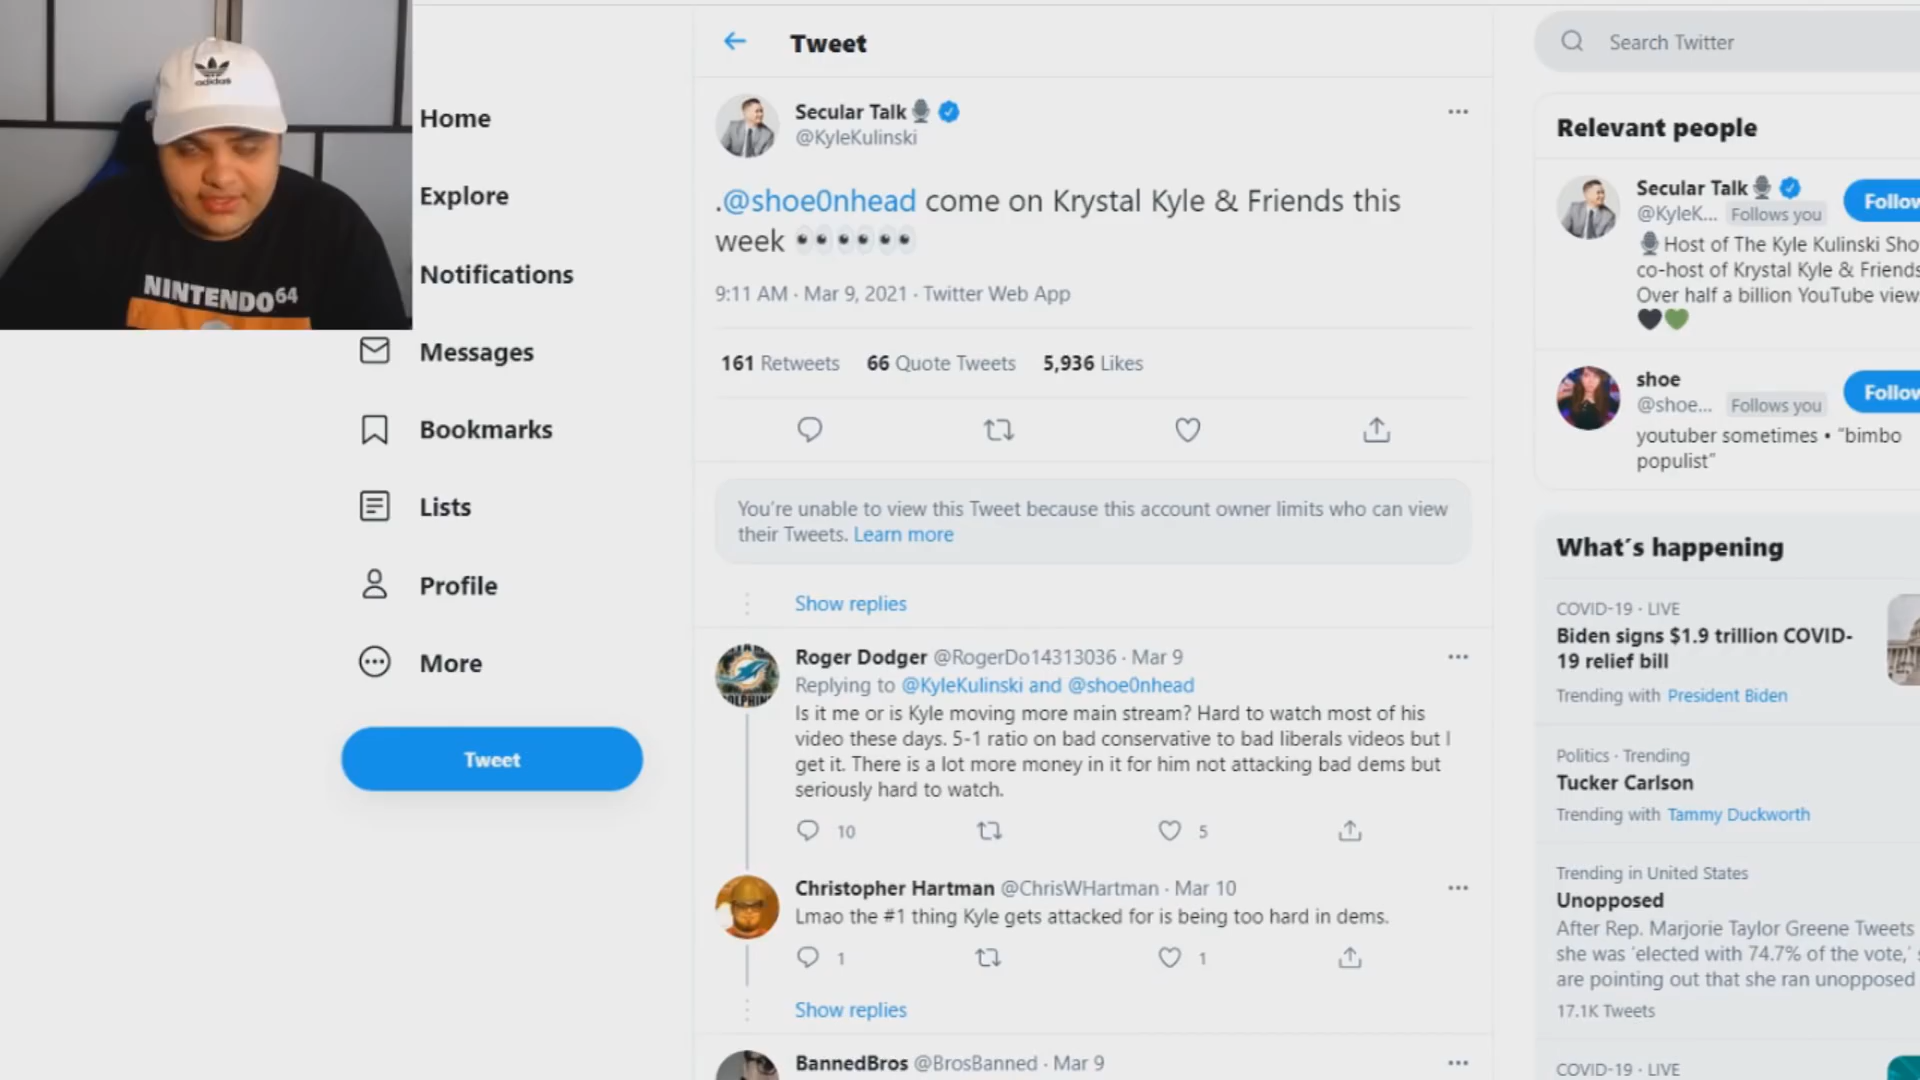 adidas
NINTENDO 64
Home
Explore
Notifications
Messages
Bookmarks
Lists
Profile
More
Tweet
Tweet
Secular Talk
@KyleKulinski
.@shoe0nhead come on Krystal Kyle & Friends this
week
9:11 AM · Mar 9, 2021 · Twitter Web App
161 Retweets 66 Quote Tweets 5,936 Likes
You're unable to view this Tweet because this account owner limits who can view
their Tweets. Learn more
Show replies
Roger Dodger @RogerDo14313036 · Mar 9
Replying to @KyleKulinski and @shoe0nhead
Is it me or is Kyle moving more main stream? Hard to watch most of his
video these days. 5-1 ratio on bad conservative to bad liberals videos but I
get it. There is a lot more money in it for him not attacking bad dems but
seriously hard to watch.
10 5
Christopher Hartman @ChrisWHartman · Mar 10
Lmao the #1 thing Kyle gets attacked for is being too hard in dems.
1 1
Show replies
BannedBros @BrosBanned · Mar 9
Search Twitter
Relevant people
Secular Talk
Follow
@KyleK... Follows you
Host of The Kyle Kulinski Sho
co-host of Krystal Kyle & Friends
Over half a billion YouTube view
shoe
Follow
@shoe... Follows you
youtuber sometimes • "bimbo
populist"
What's happening
COVID-19 · LIVE
Biden signs $1.9 trillion COVID-
19 relief bill
Trending with President Biden
Politics · Trending
Tucker Carlson
Trending with Tammy Duckworth
Trending in United States
Unopposed
After Rep. Marjorie Taylor Greene Tweets
she was 'elected with 74.7% of the vote,'
are pointing out that she ran unopposed
17.1K Tweets
COVID-19 · LIVE